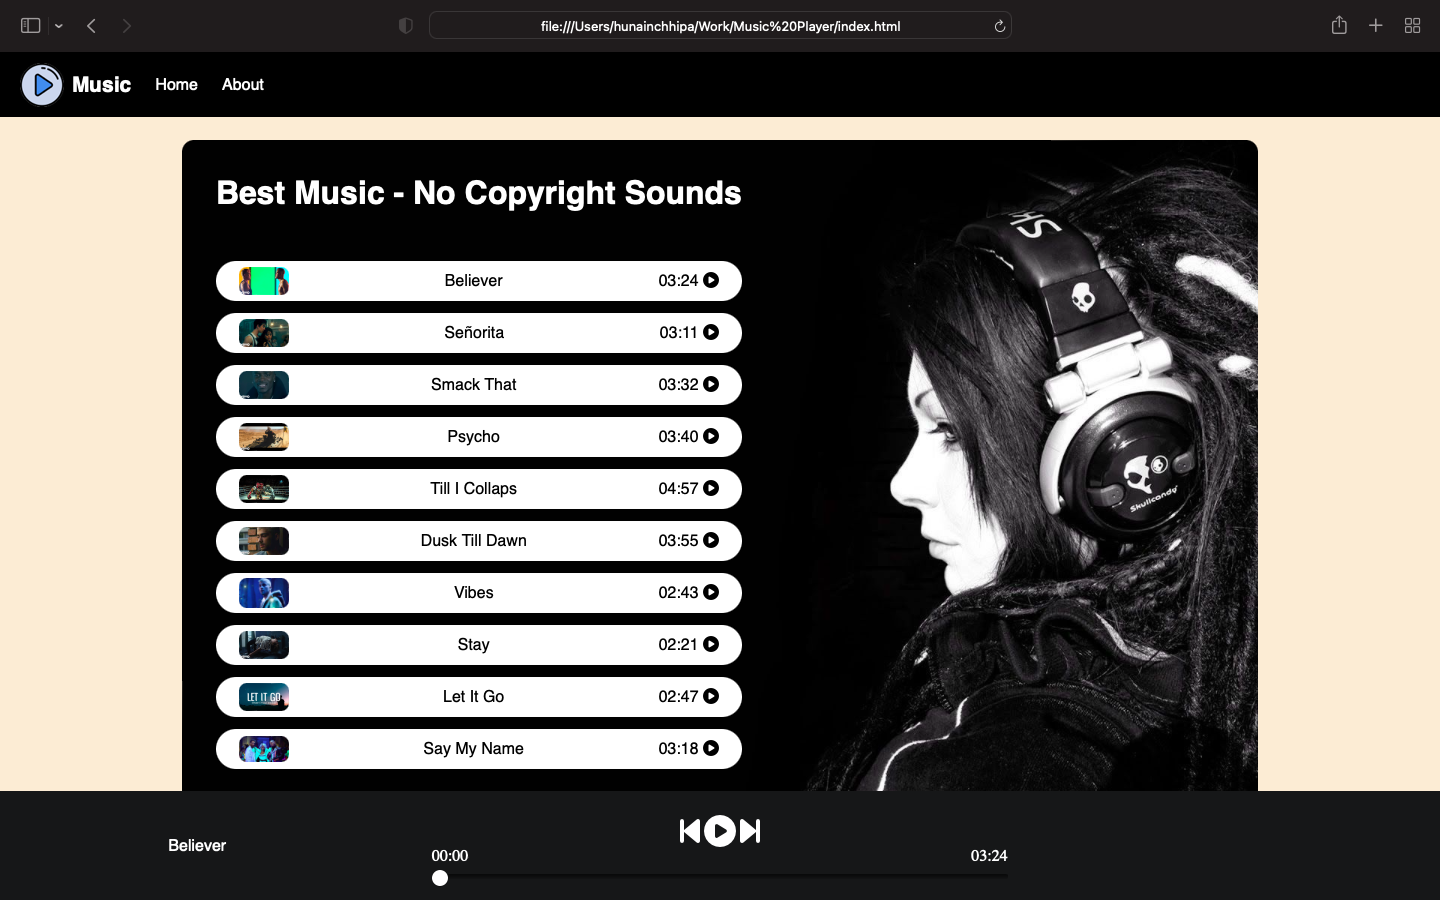 file:///Users/hunainchhipa/Work/Music%20Player/index.html
Music Home About
Best Music - No Copyright Sounds
Believer 03:24
Señorita 03:11
Smack That 03:32
Psycho 03:40
Till I Collaps 04:57
Dusk Till Dawn 03:55
Vibes 02:43
Stay 02:21
LET IT GO Let It Go 02:47
Say My Name 03:18
SH
Skullcandy
Believer
00:00 03:24